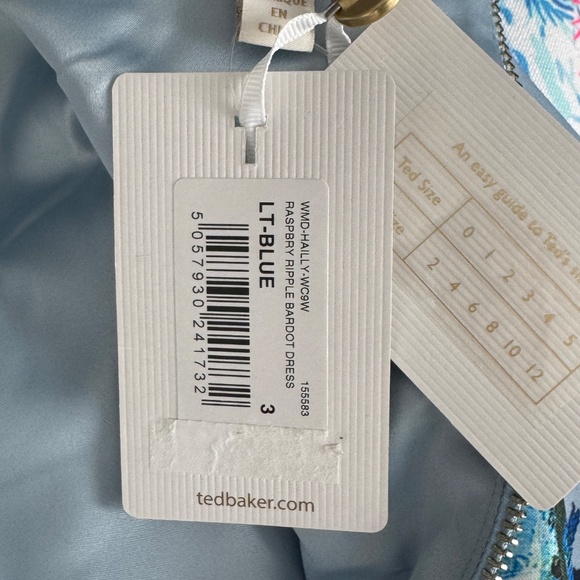 QUE
EN
WMD-HAILLY-WC9W
155583
RASPBRY RIPPLE BARDOT DRESS
LT-BLUE
3
5 057930 241732
tedbaker.com
An easy guide to Ted's
Ted Size
0 1 2 3 4 5
2 4 6 8 10 12